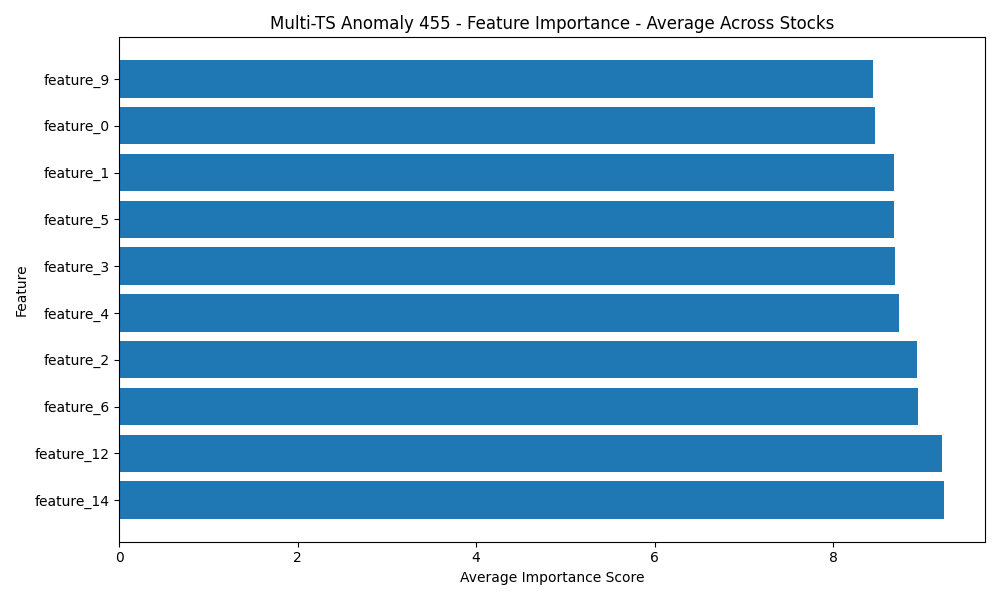 Multi-TS Anomaly 455 - Feature Importance - Average Across Stocks
Feature
feature_9
feature_0
feature_1
feature_5
feature_3
feature_4
feature_2
feature_6
feature_12
feature_14
0 2 4 6 8
Average Importance Score